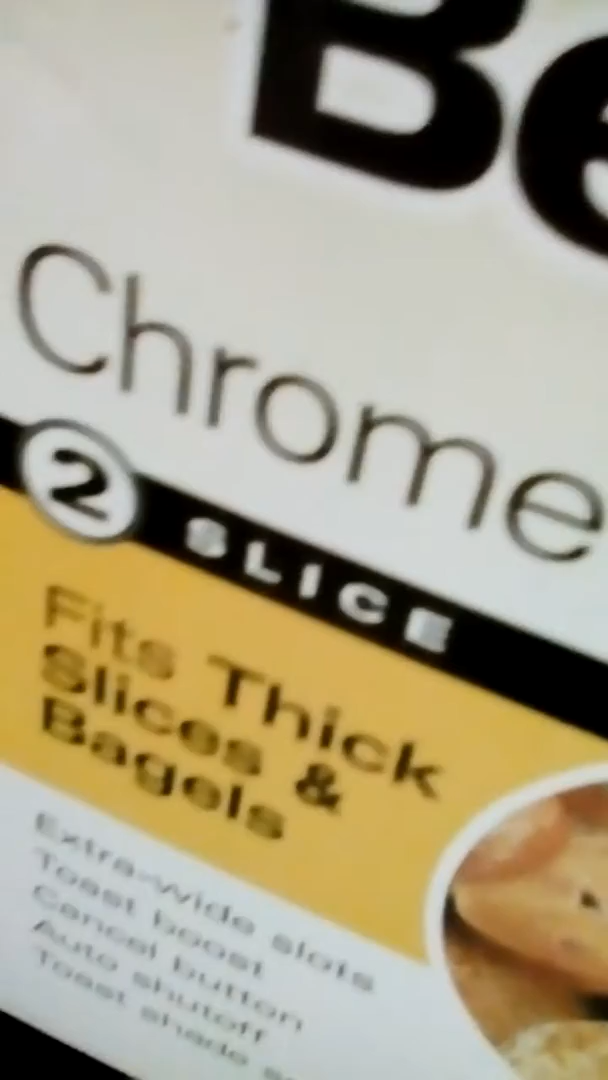 Be
Chrome
2 SLICE
Fits Thick
Slices &
Bagels
Extra-wide slots
Toast boost
Cancel button
Auto shutoff
Toast shade